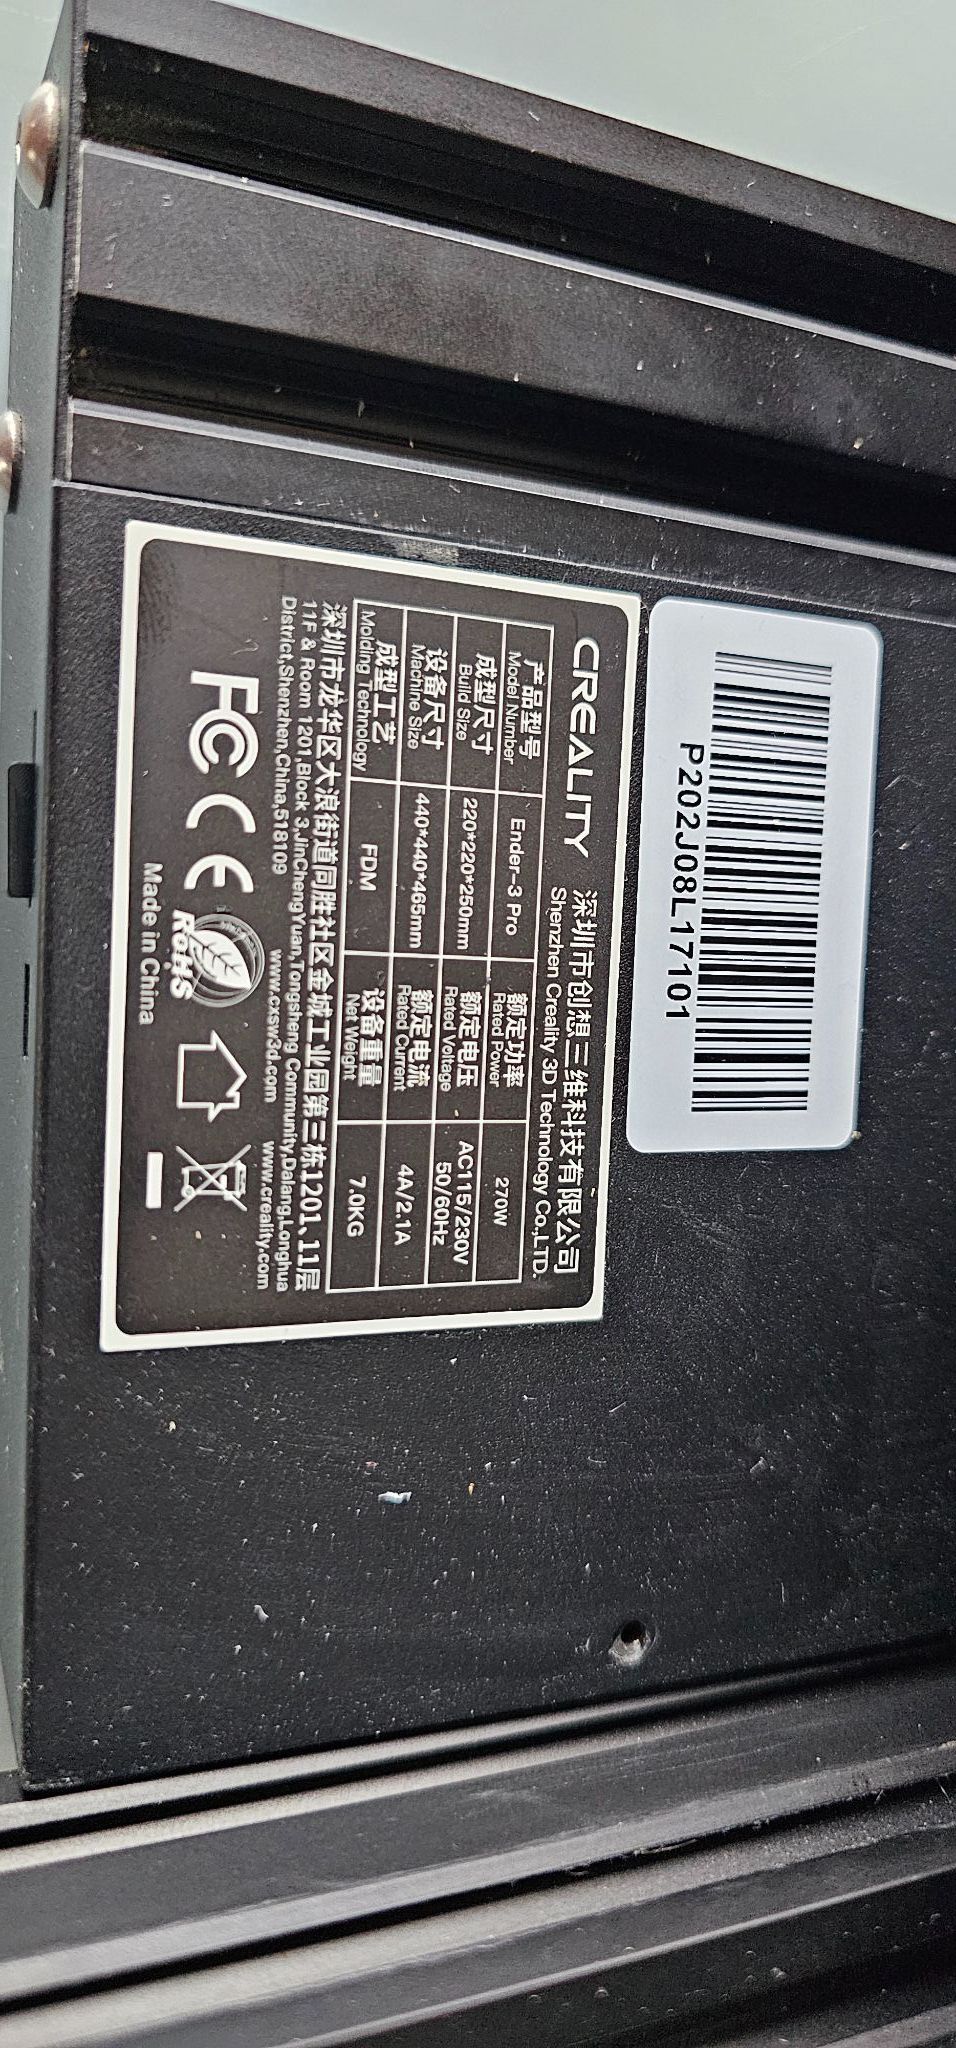 P202J08L17101
CREALITY 深圳市创想三维科技有限公司
Shenzhen Creality 3D Technology Co.,LTD.
产品型号 Ender-3 Pro 额定功率 270W
Model Number Rated Power
成型尺寸 220*220*250mm 额定电压 AC115/230V
Build Size Rated Voltage 50/60Hz
设备尺寸 440*440*465mm 额定电流 4A/2.1A
Machine Size Rated Current
成型工艺 FDM 设备重量 7.0KG
Molding Technology Net Weight
深圳市龙华区大浪街道同胜社区金城工业园第三栋1201、11层
11F & Room 1201,Block 3,JinChengYuan,Tongsheng Community,Dalang,Longhua
District,Shenzhen,China,518109 www.cxsw3d.com www.creality.com
FC CE RoHS
Made in China